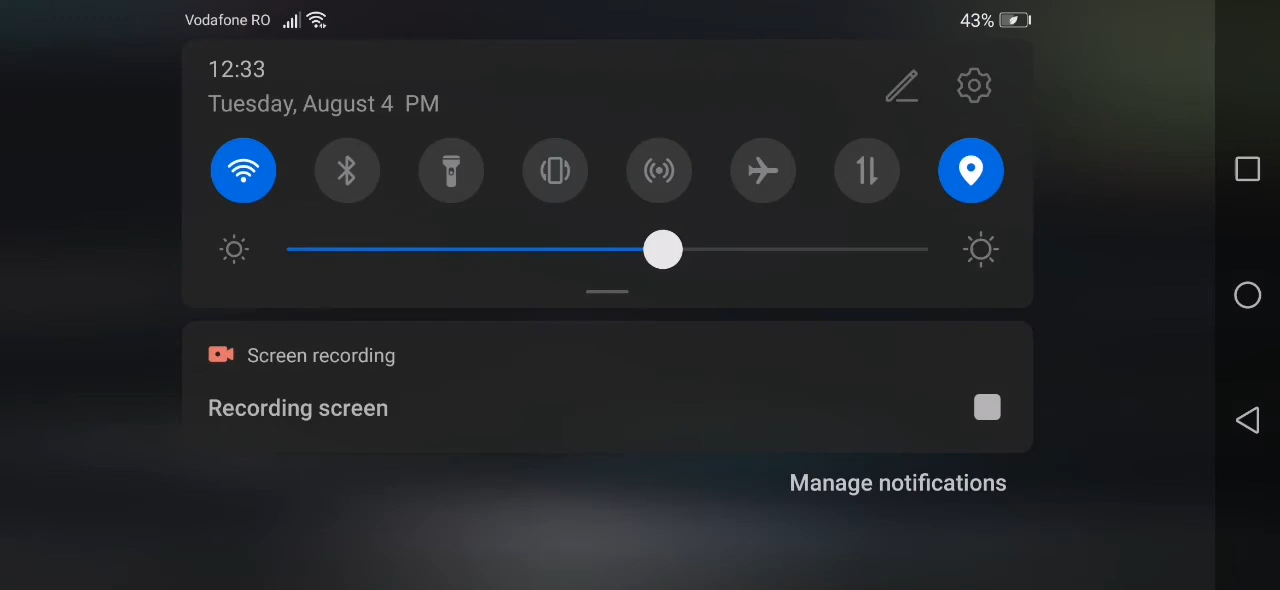 Vodafone RO
43%
12:33
Tuesday, August 4 PM
Screen recording
Recording screen
Manage notifications